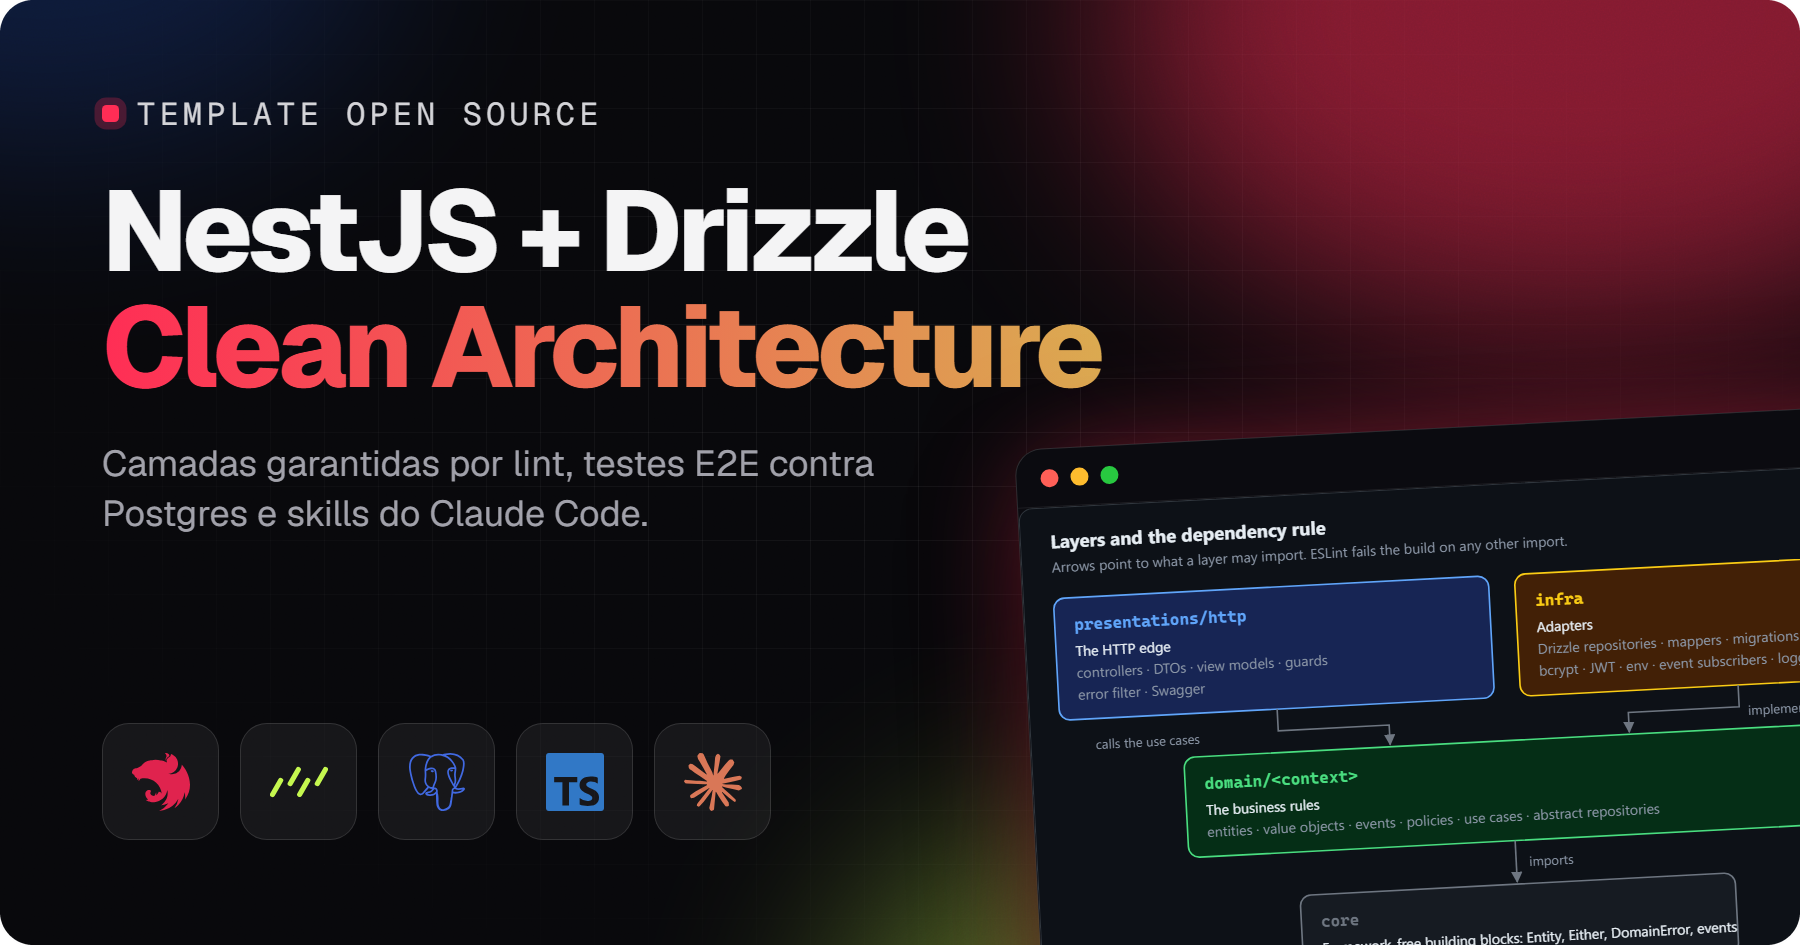 TEMPLATE OPEN SOURCE
NestJS + Drizzle
Clean Architecture
Camadas garantidas por lint, testes E2E contra
Postgres e skills do Claude Code.
TS
Layers and the dependency rule
Arrows point to what a layer may import. ESLint fails the build on any other import.
presentations/http
The HTTP edge
controllers · DTOs · view models · guards
error filter · Swagger
infra
Adapters
Drizzle repositories · mappers · migrations
bcrypt · JWT · env · event subscribers ·
calls the use cases
domain/<context>
The business rules
entities · value objects · events · policies · use cases · abstract repositories
imports
core
building blocks: Entity, Either, DomainError, events